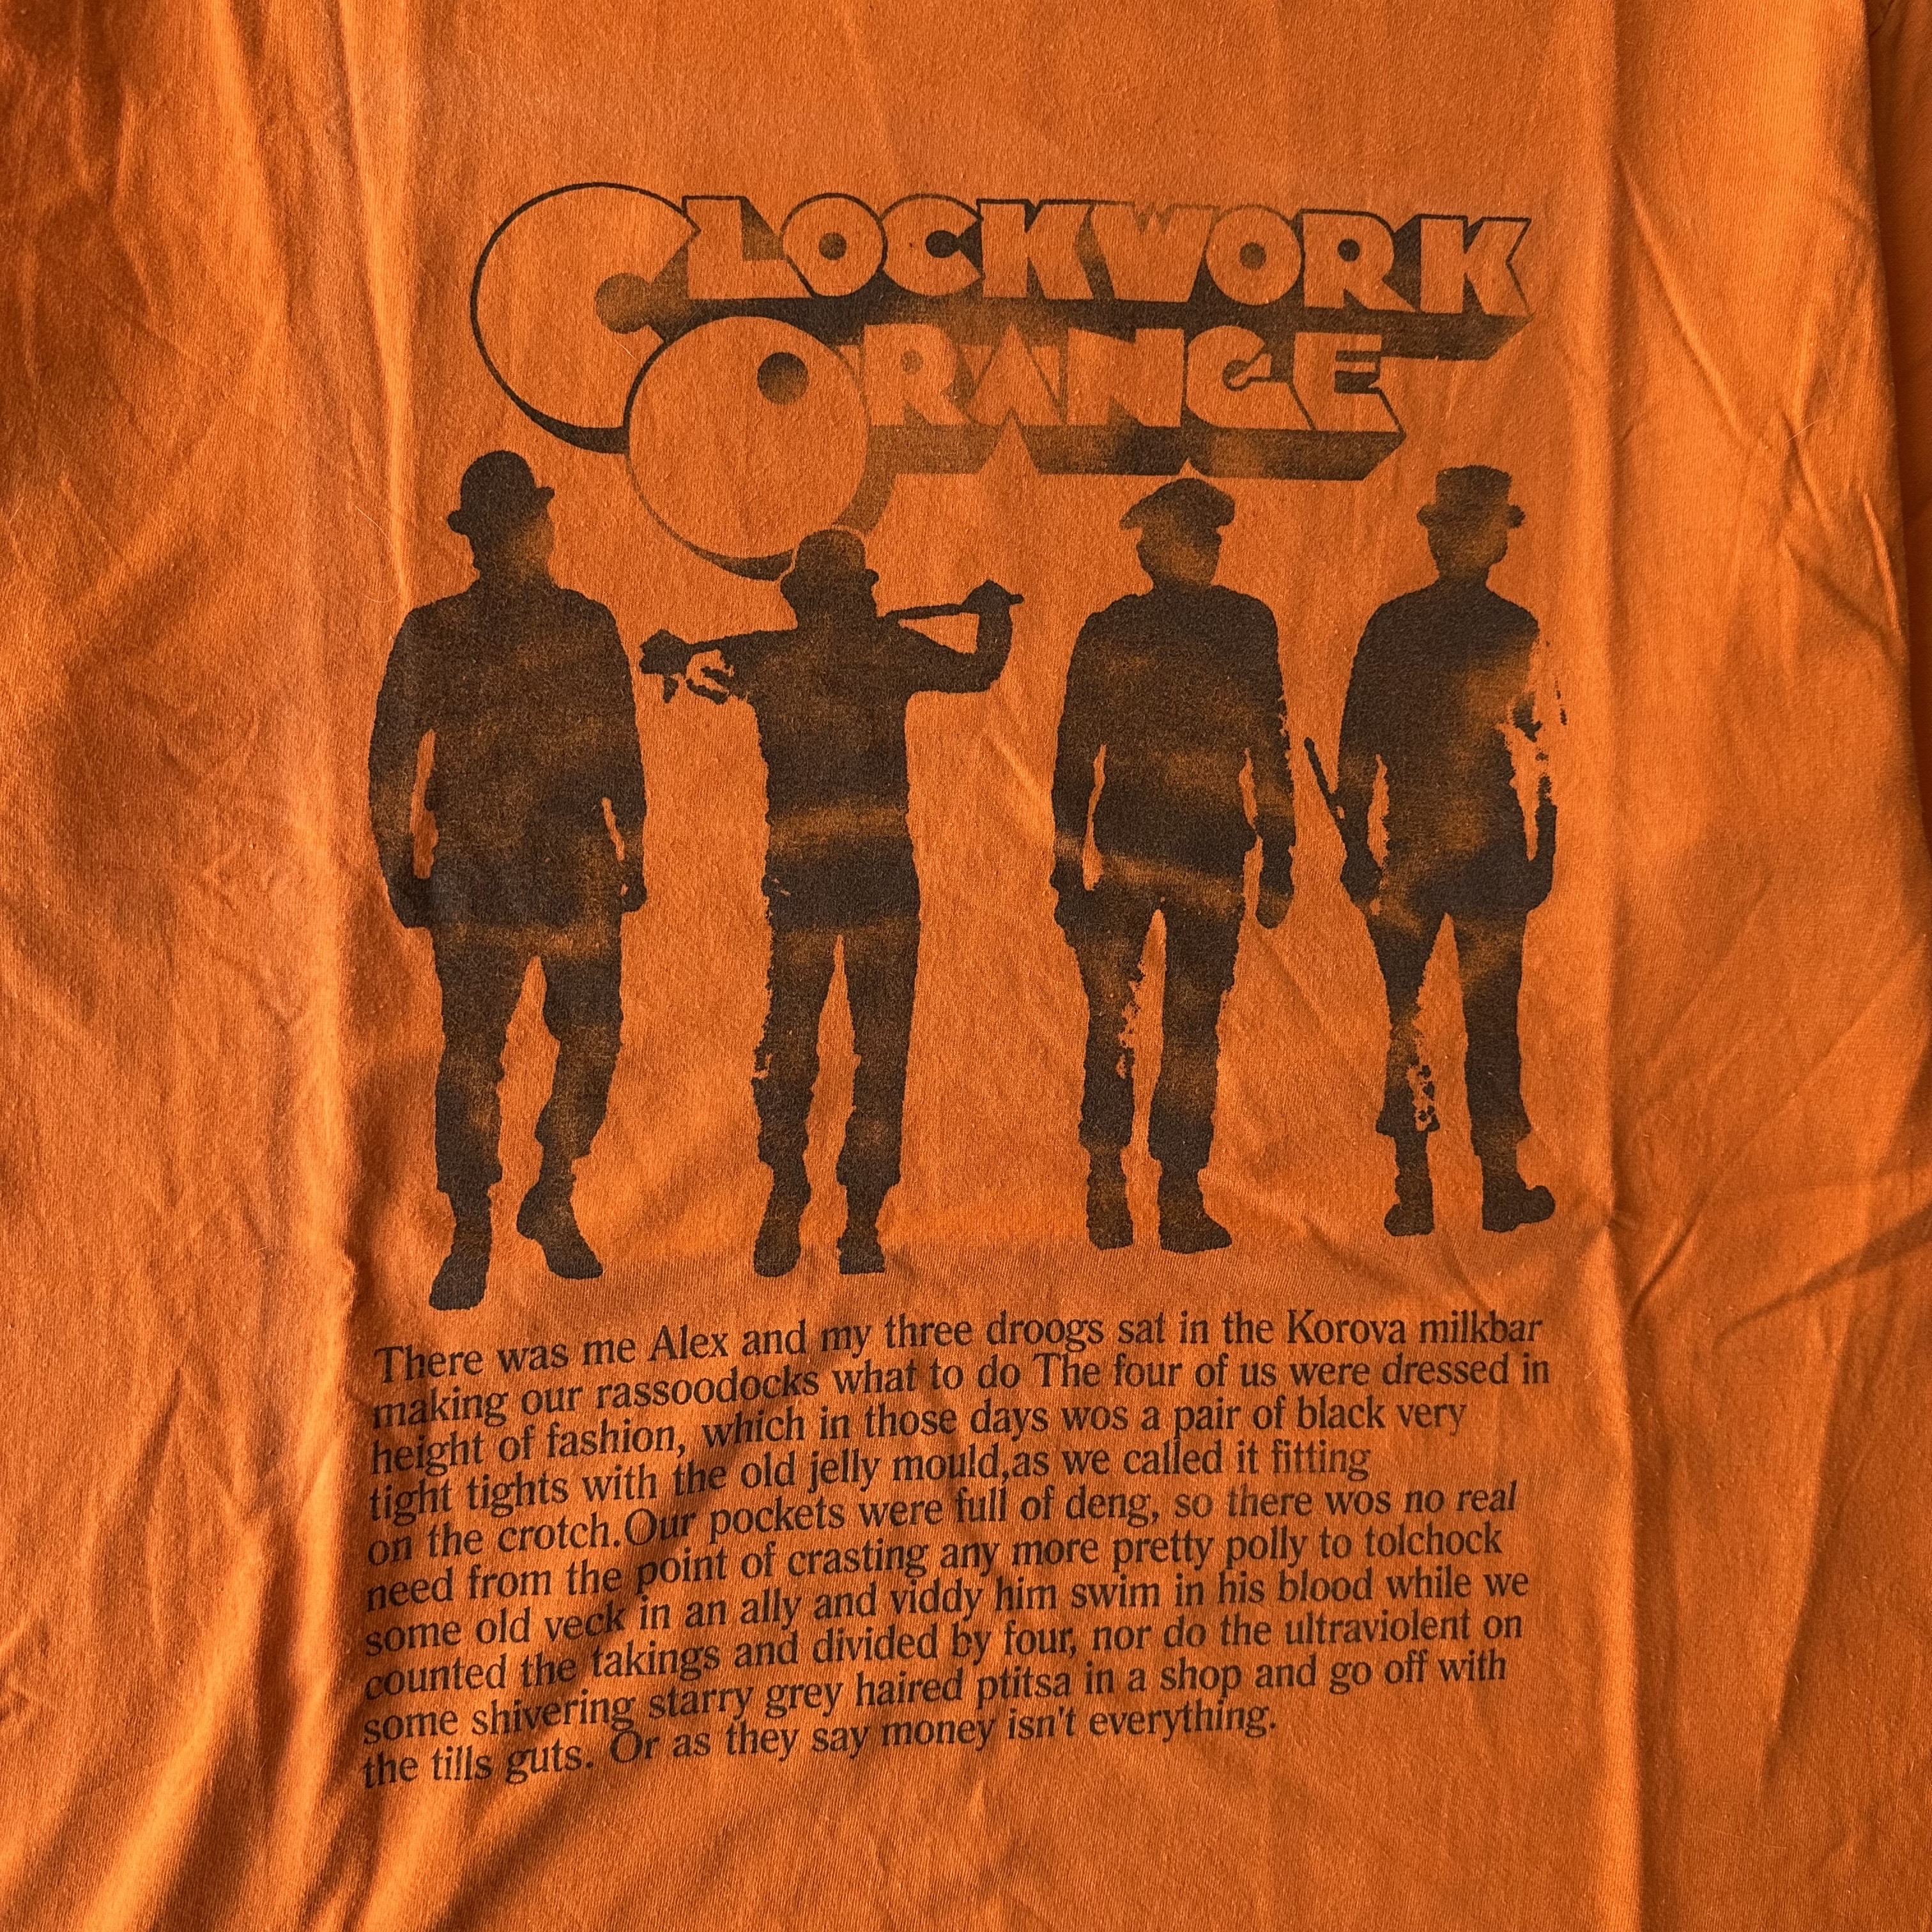 CLOCKWORK
ORANGE
There was me Alex and my three droogs sat in the Korova milkbar
making our rassoodocks what to do The four of us were dressed in
height of fashion, which in those days wos a pair of black very
tight tights with the old jelly mould,as we called it fitting
on the crotch.Our pockets were full of deng, so there wos no real
need from the point of crasting any more pretty polly to tolchock
some old veck in an ally and viddy him swim in his blood while we
counted the takings and divided by four, nor do the ultraviolent on
some shivering starry grey haired ptitsa in a shop and go off with
the tills guts. Or as they say money isn't everything.